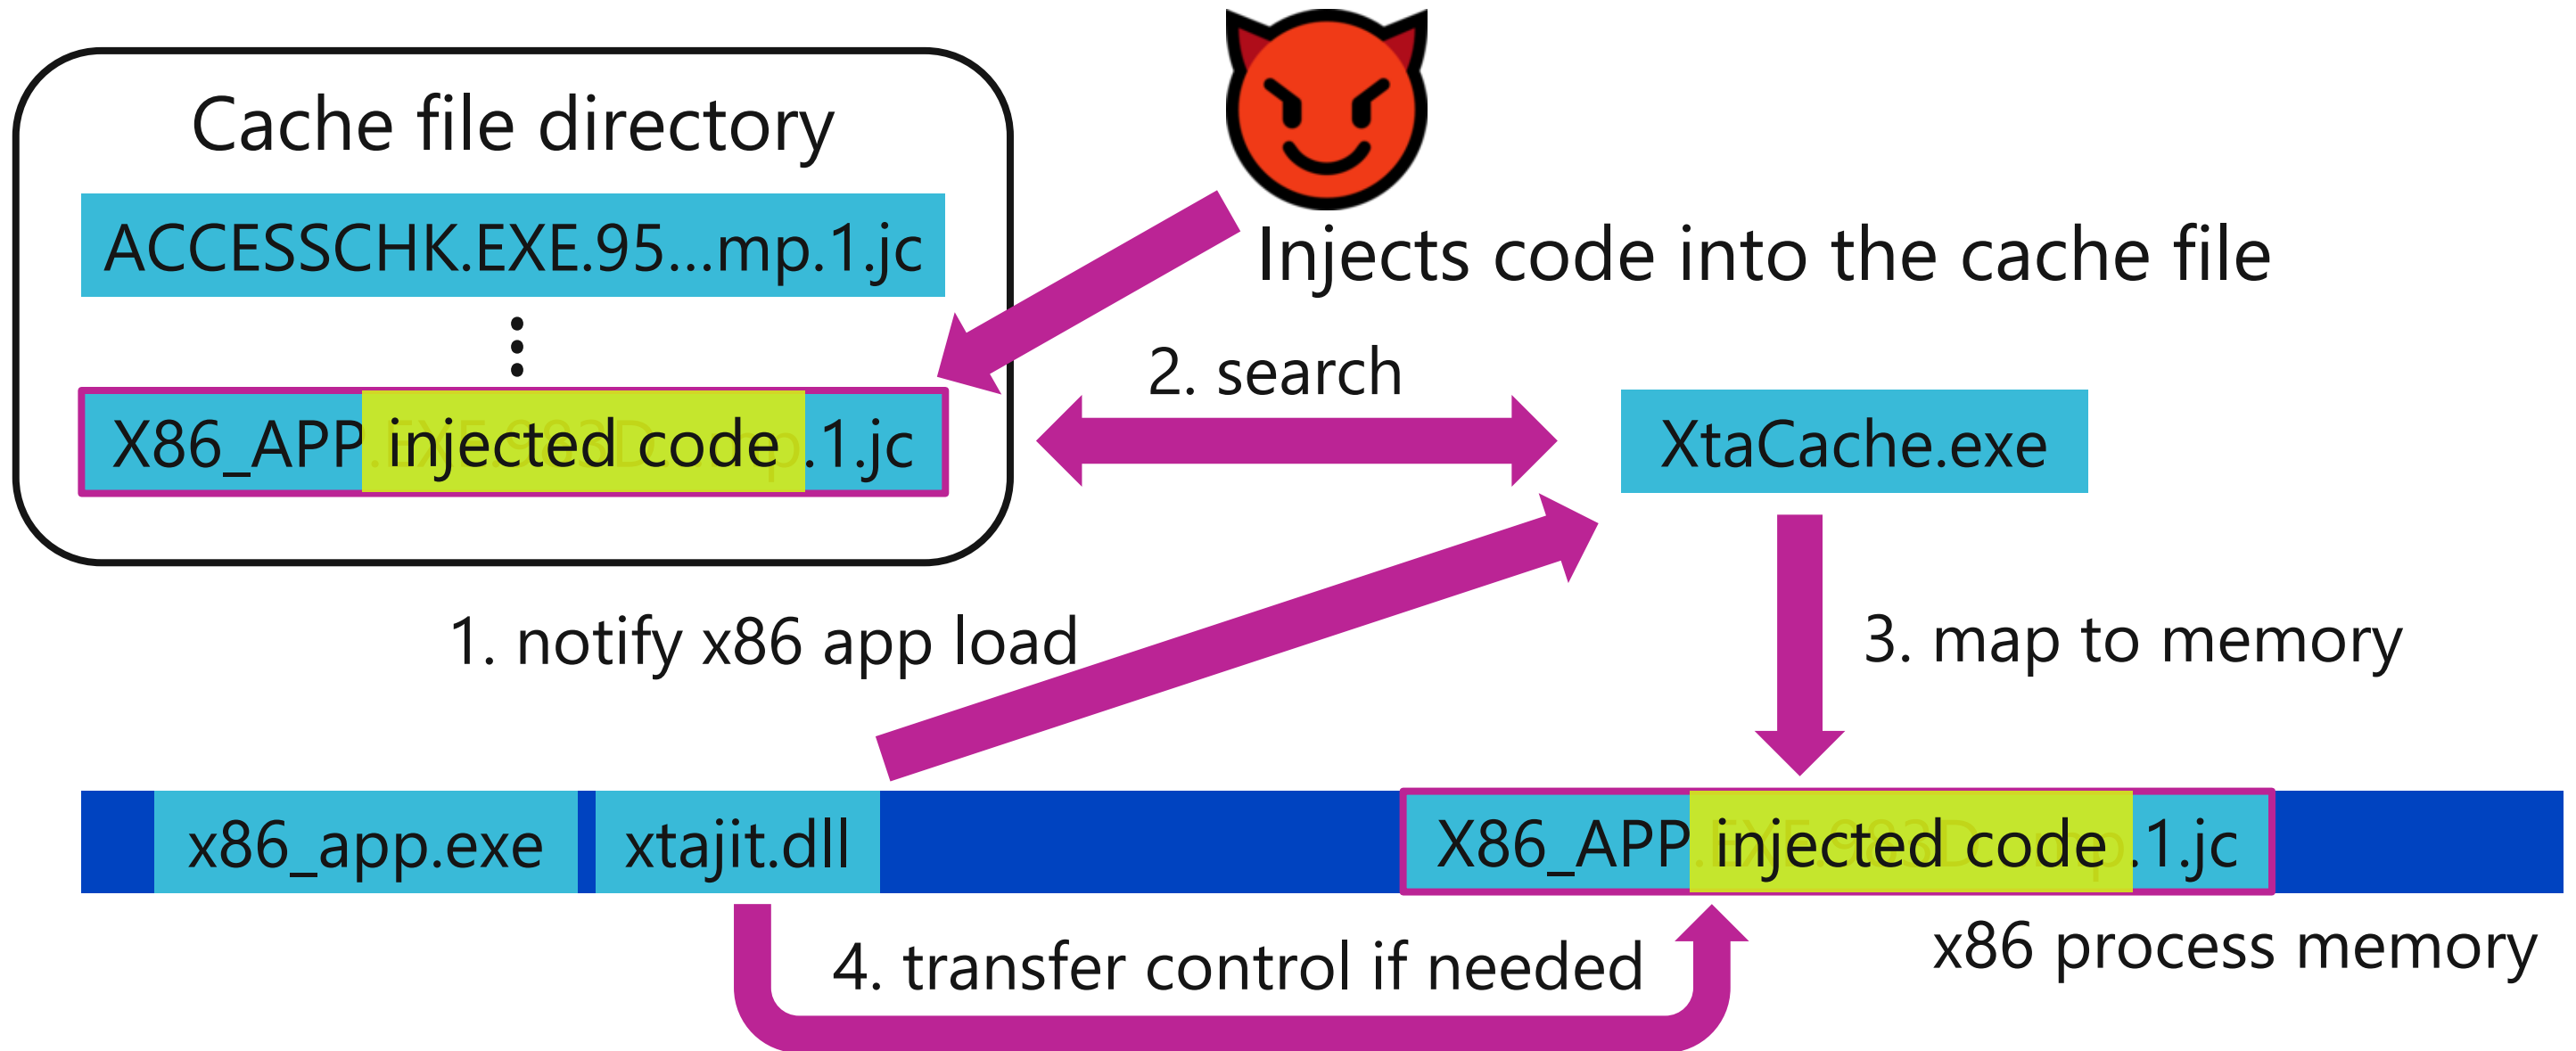 Cache file directory
ACCESSCHK.EXE.95...mp.1.jc
Injects code into the cache file
2. search
X86_APP injected code .1.jc
XtaCache.exe
1. notify x86 app load
3. map to memory
x86_app.exe
xtajit.dll
X86_APP injected code .1.jc
4. transfer control if needed
x86 process memory